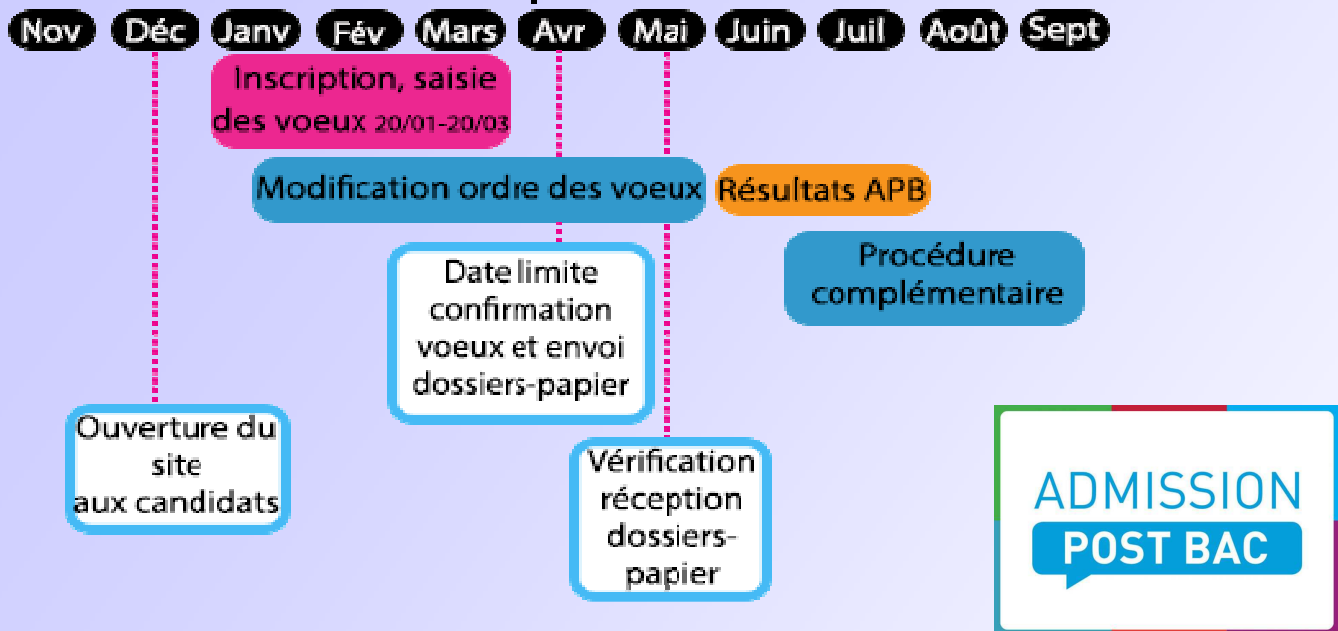 Nov Déc Janv Fév Mars Avr Mai Juin Juil Août Sept
Inscription, saisie
des voeux 20/01-20/03
Modification ordre des voeux
Résultats APB
Procédure
complémentaire
Date limite
confirmation
voeux et envoi
dossiers-papier
Ouverture du
site
aux candidats
Vérification
réception
dossiers-
papier
ADMISSION
POST BAC